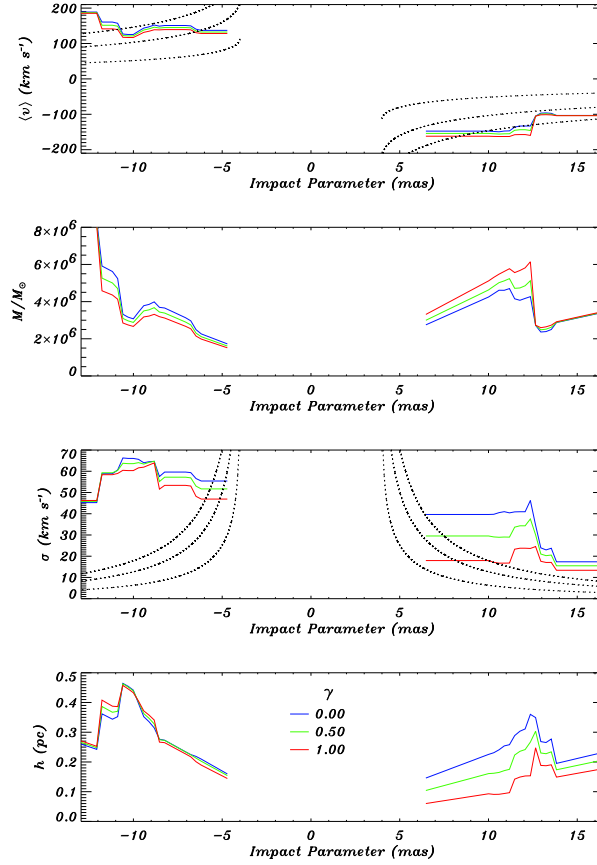 200
100
0
−100
−200
⟨v⟩ (km s⁻¹)
−10 −5 0 5 10 15
Impact Parameter (mas)
8×10⁶
6×10⁶
4×10⁶
2×10⁶
0
M/M⊙
−10 −5 0 5 10 15
Impact Parameter (mas)
70
60
50
40
30
20
10
0
σ (km s⁻¹)
−10 −5 0 5 10 15
Impact Parameter (mas)
0.5
0.4
0.3
0.2
0.1
0.0
h (pc)
γ
0.00
0.50
1.00
−10 −5 0 5 10 15
Impact Parameter (mas)